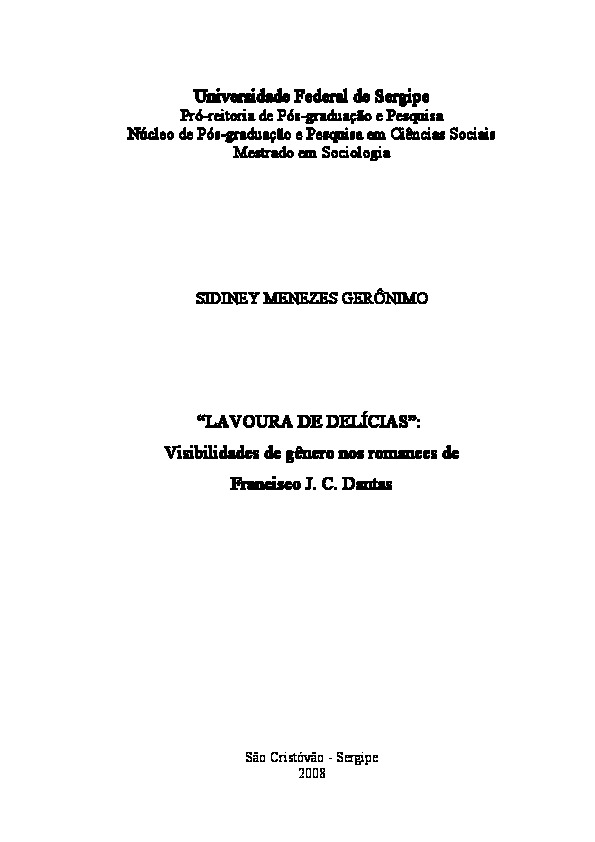 Universidade Federal de Sergipe
Pró-reitoria de Pós-graduação e Pesquisa
Núcleo de Pós-graduação e Pesquisa em Ciências Sociais
Mestrado em Sociologia
SIDINEY MENEZES GERÔNIMO
“LAVOURA DE DELÍCIAS”:
Visibilidades de gênero nos romances de
Francisco J. C. Dantas
São Cristóvão - Sergipe
2008